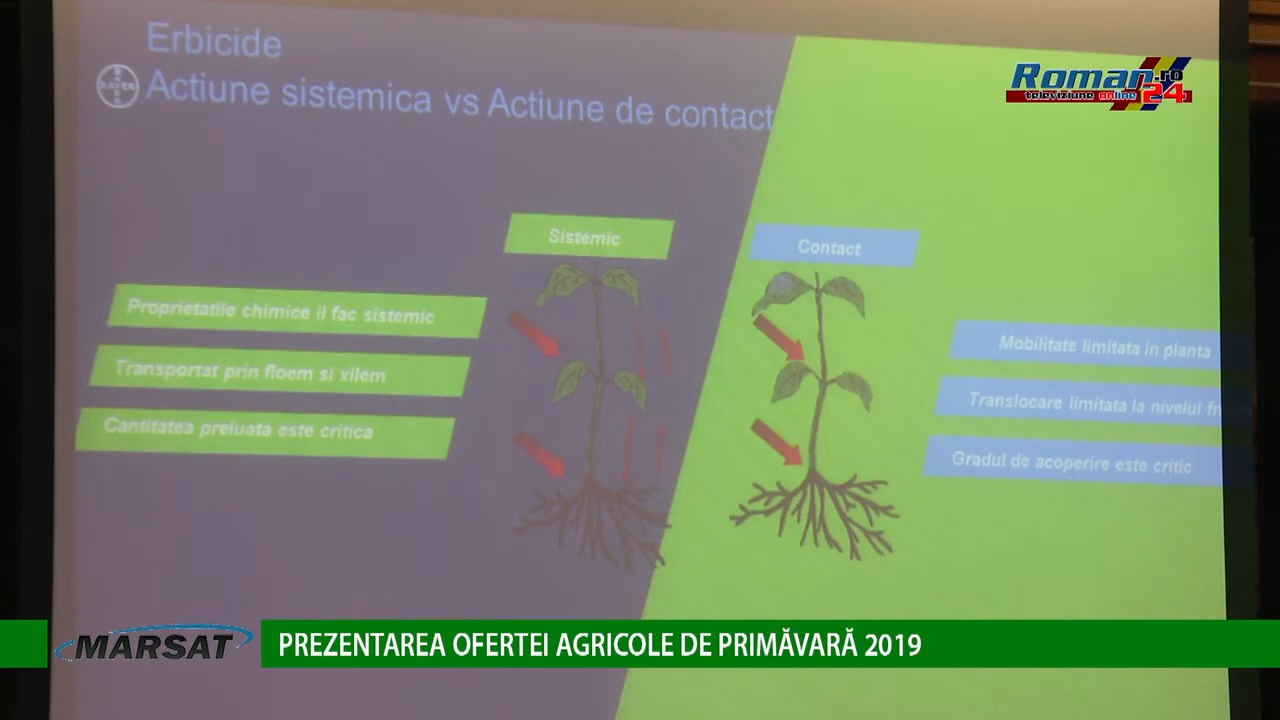 Erbicide
BAYER
Actiune sistemica vs Actiune de contact
Roman.ro
televiziune online 24
Sistemic
Contact
Proprietatile chimice il fac sistemic
Transportat prin floem si xilem
Cantitatea preluata este critica
Mobilitate limitata in planta
Translocare limitata la nivelul
Gradul de acoperire este critic
MARSAT
PREZENTAREA OFERTEI AGRICOLE DE PRIMĂVARĂ 2019